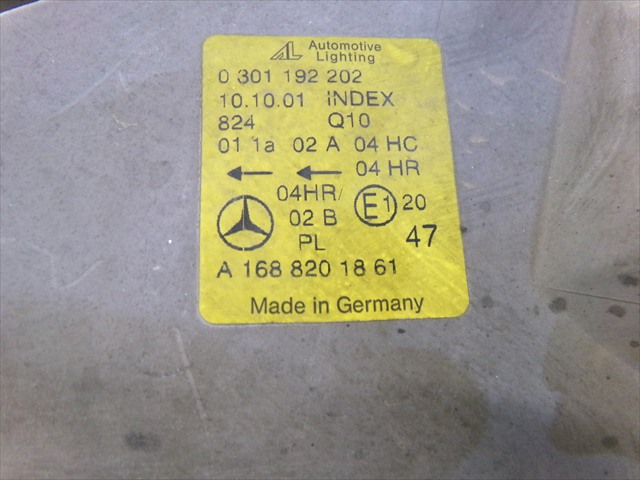 AL Automotive
Lighting
0 301 192 202
10.10.01 INDEX
824 Q10
01 1a 02 A 04 HC
04 HR
04HR/
02 B
E1 20
PL
47
A 168 820 18 61
Made in Germany